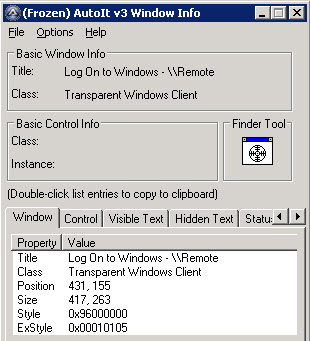 (Frozen) AutoIt v3 Window Info
File Options Help
Basic Window Info
Title: Log On to Windows - \\Remote
Class: Transparent Windows Client
Basic Control Info
Class:
Instance:
Finder Tool
(Double-click list entries to copy to clipboard)
Window Control Visible Text Hidden Text Status
Property Value
Title Log On to Windows - \\Remote
Class Transparent Windows Client
Position 431, 155
Size 417, 263
Style 0x96000000
ExStyle 0x00010105